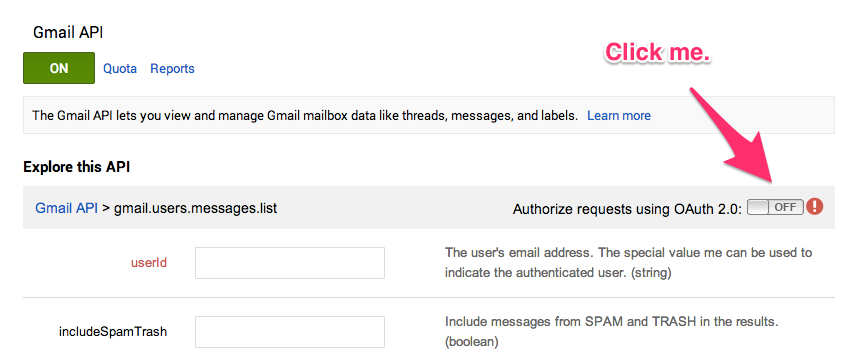 Gmail API
Click me.
ON Quota Reports
The Gmail API lets you view and manage Gmail mailbox data like threads, messages, and labels. Learn more
Explore this API
Gmail API > gmail.users.messages.list Authorize requests using OAuth 2.0: OFF !
userId
The user's email address. The special value me can be used to
indicate the authenticated user. (string)
includeSpamTrash
Include messages from SPAM and TRASH in the results.
(boolean)